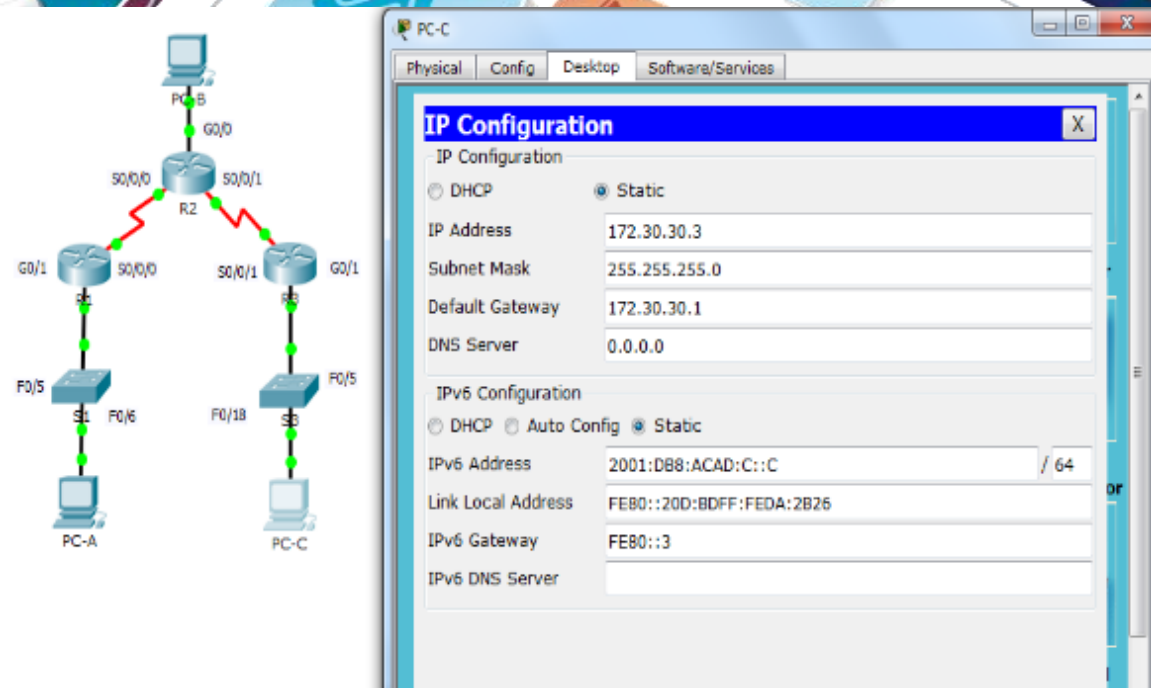 PC-B
G0/0
S0/0/0
S0/0/1
R2
G0/1
S0/0/0
S0/0/1
G0/1
R1
R3
F0/5
S1
F0/6
F0/18
F0/5
S3
PC-A
PC-C
PC-C
Physical Config Desktop Software/Services
IP Configuration X
IP Configuration
DHCP Static
IP Address 172.30.30.3
Subnet Mask 255.255.255.0
Default Gateway 172.30.30.1
DNS Server 0.0.0.0
IPv6 Configuration
DHCP Auto Config Static
IPv6 Address 2001:DB8:ACAD:C::C / 64
Link Local Address FE80::20D:BDFF:FEDA:2B26
IPv6 Gateway FE80::3
IPv6 DNS Server
or